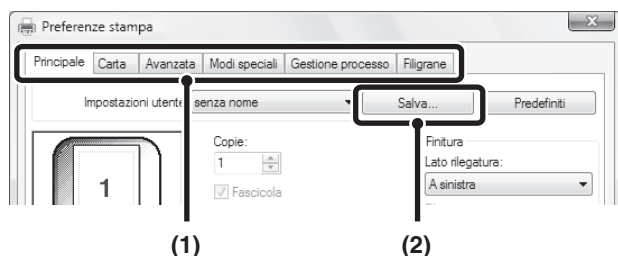 Preferenze stampa
Principale Carta Avanzata Modi speciali Gestione processo Filigrane
Impostazioni utente: senza nome Salva... Predefiniti
Copie: Finitura
1 Lato rilegatura:
1 Fascicola A sinistra
(1) (2)